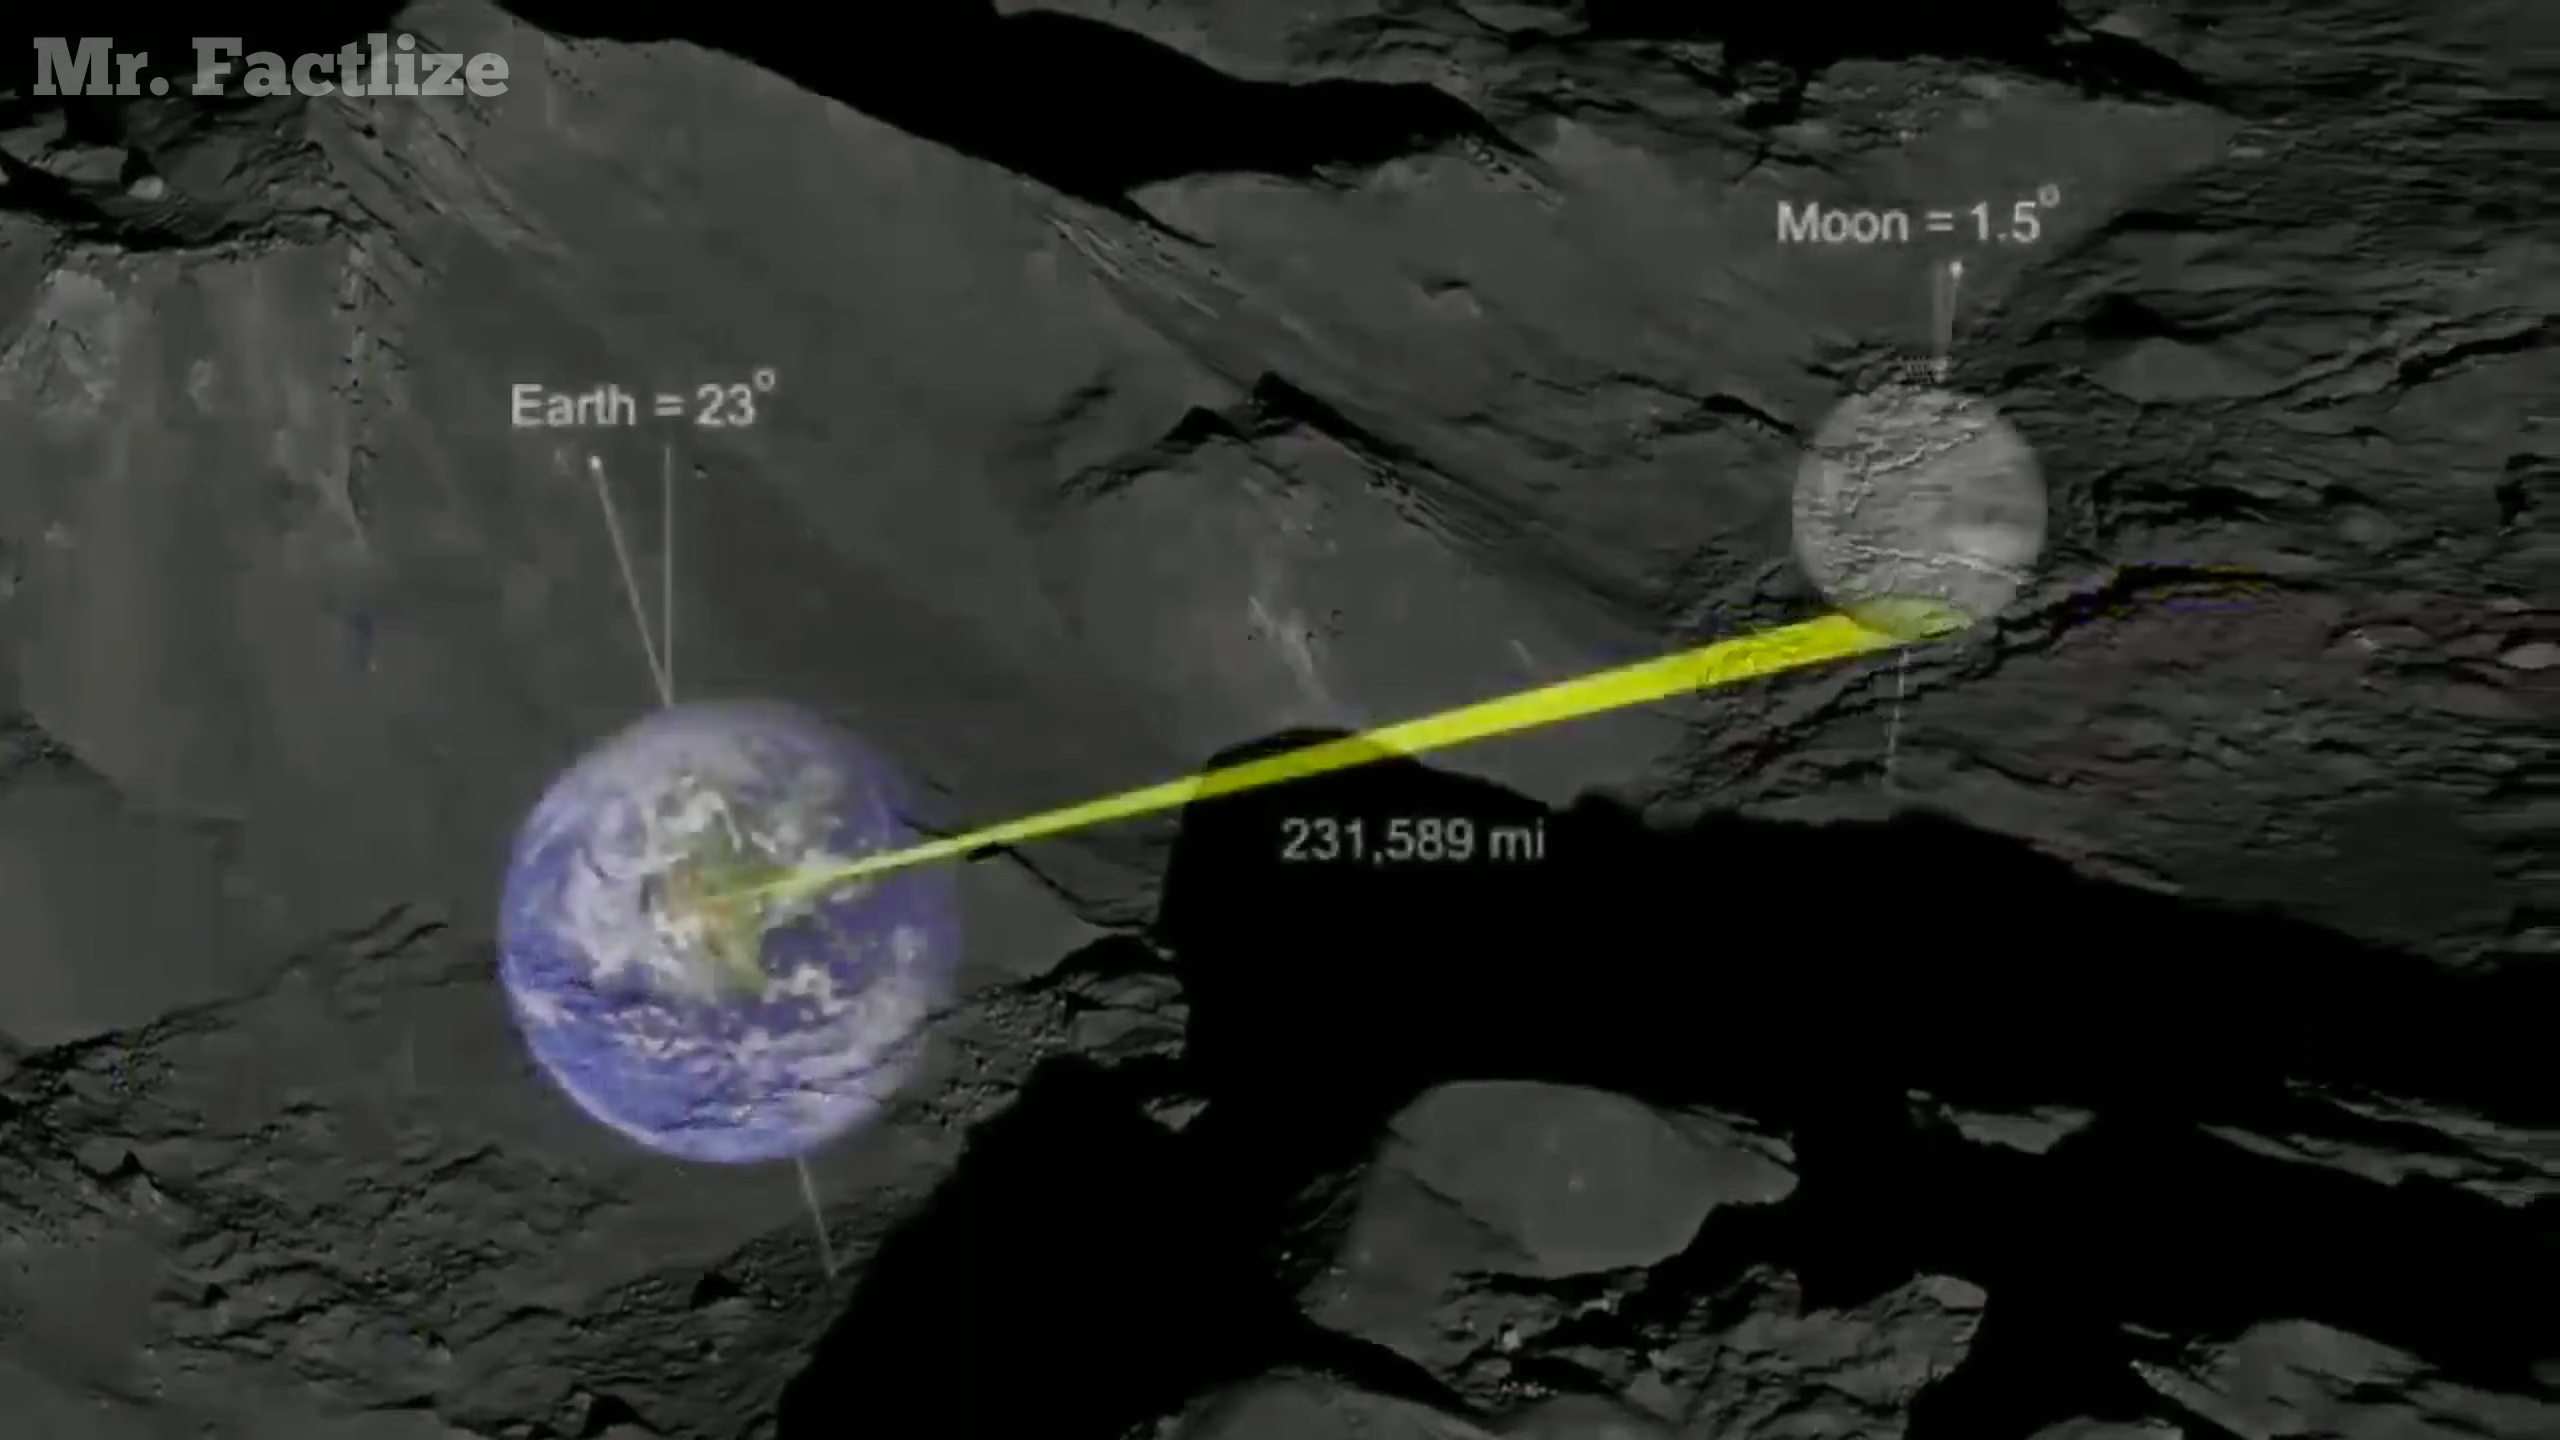 Mr. Factlize
Moon = 1.5°
Earth = 23°
231,589 mi